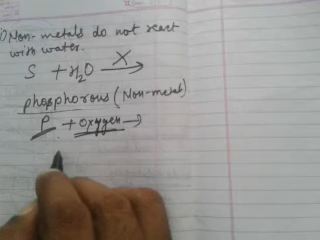 i) Non-metals do not react
with water.
S + H₂O ⟶ X
phosphorous (Non-metal)
P + oxygen ⟶